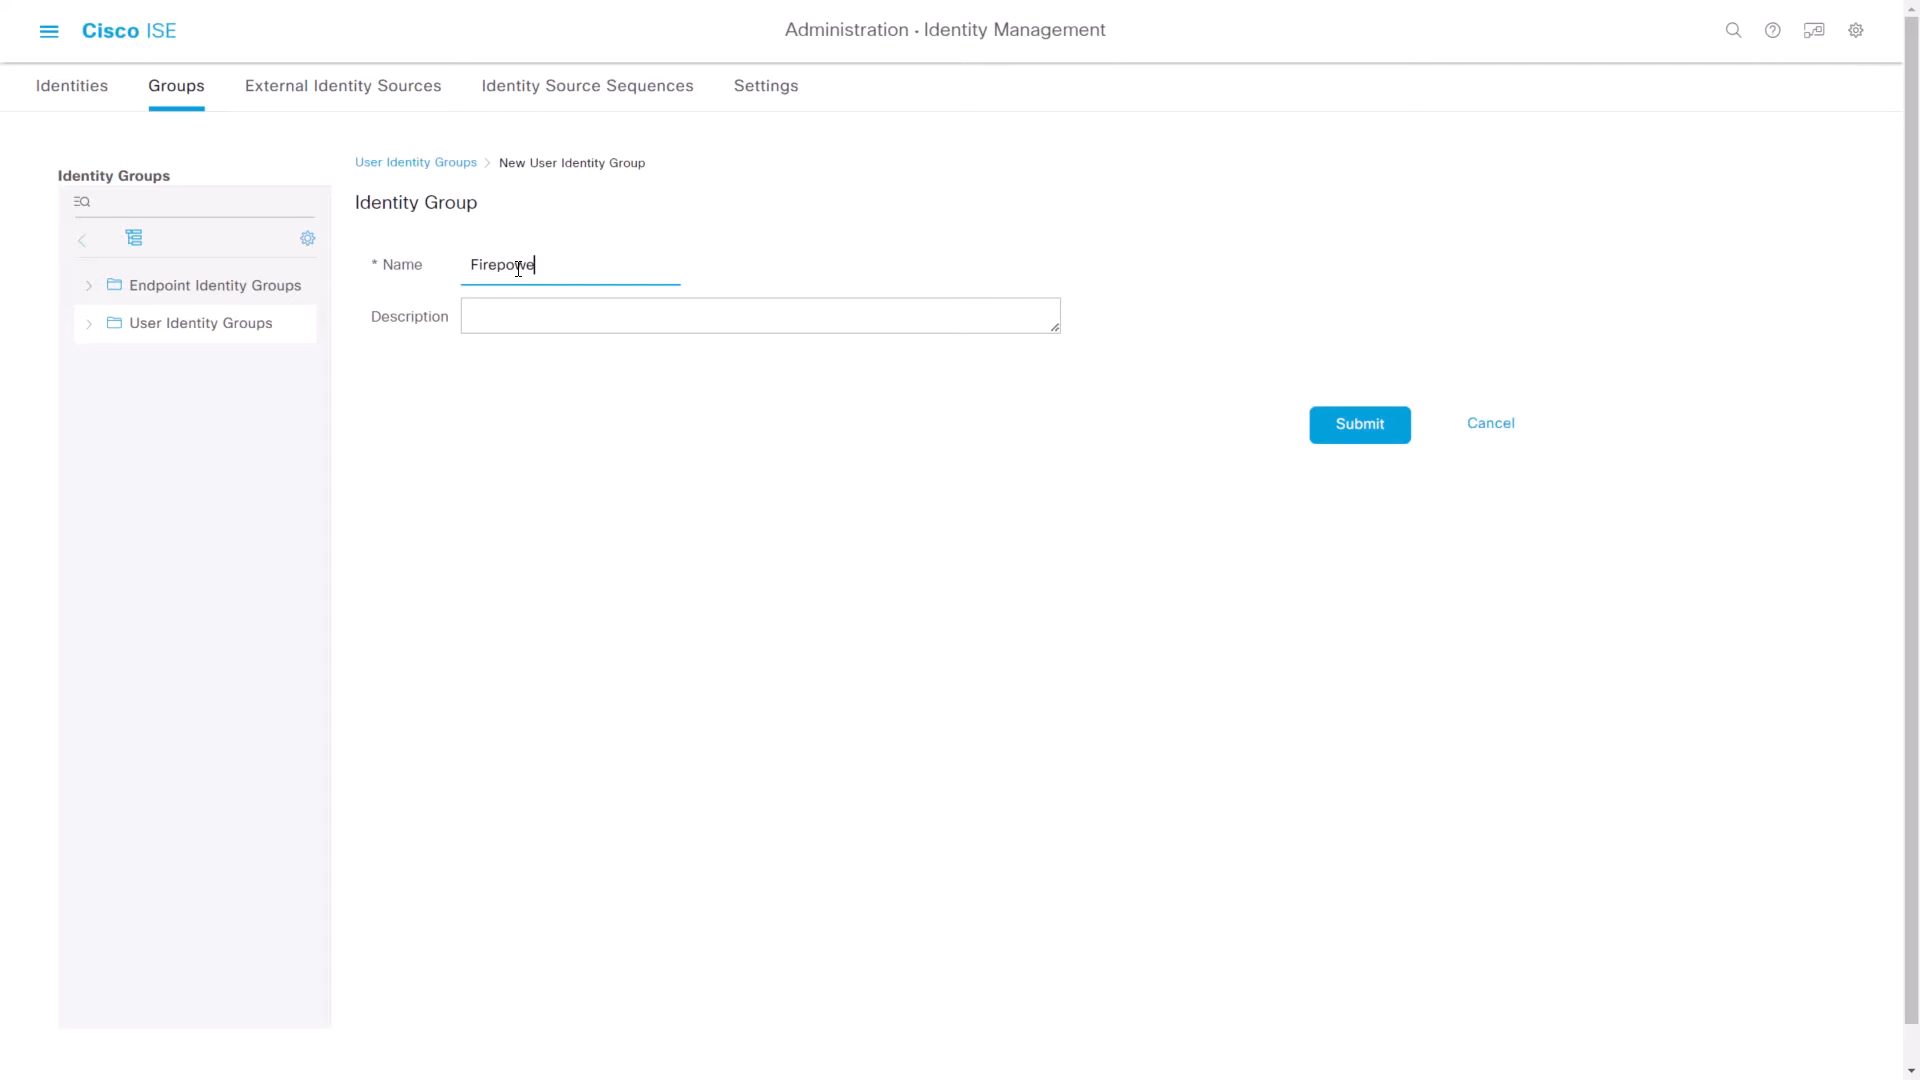 Cisco ISE
Administration · Identity Management
Identities
Groups
External Identity Sources
Identity Source Sequences
Settings
User Identity Groups
New User Identity Group
Identity Groups
Identity Group
* Name
Firepowe
Endpoint Identity Groups
Description
User Identity Groups
Submit
Cancel